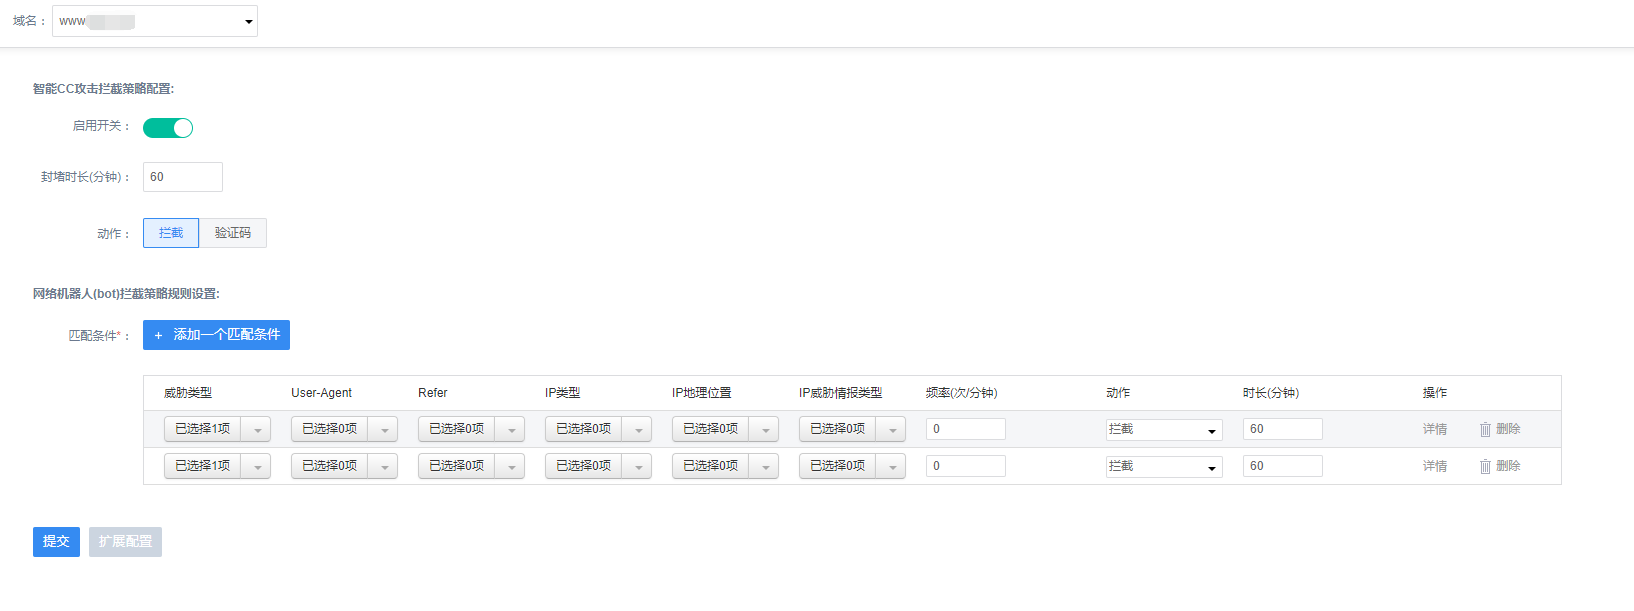 域名： www
智能CC攻击拦截策略配置:
启用开关：
封堵时长(分钟)： 60
动作： 拦截 验证码
网络机器人(bot)拦截策略规则设置:
匹配条件*： + 添加一个匹配条件
威胁类型 User-Agent Refer IP类型 IP地理位置 IP威胁情报类型 频率(次/分钟) 动作 时长(分钟) 操作
已选择1项 已选择0项 已选择0项 已选择0项 已选择0项 已选择0项 0 拦截 60 详情 删除
已选择1项 已选择0项 已选择0项 已选择0项 已选择0项 已选择0项 0 拦截 60 详情 删除
提交 扩展配置